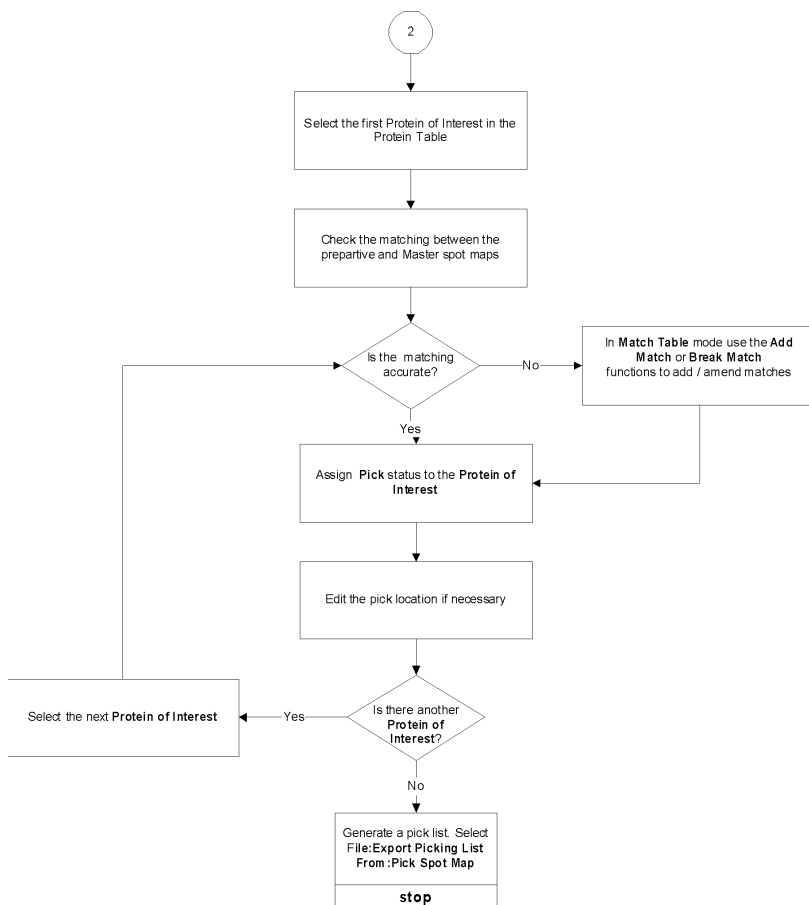 2
Select the first Protein of Interest in the
Protein Table
Check the matching between the
prepartive and Master spot maps
Is the matching
accurate?
No
In Match Table mode use the Add
Match or Break Match
functions to add / amend matches
Yes
Assign Pick status to the Protein of
Interest
Edit the pick location if necessary
Is there another
Protein of
Interest?
Yes
Select the next Protein of Interest
No
Generate a pick list. Select
File:Export Picking List
From :Pick Spot Map
stop